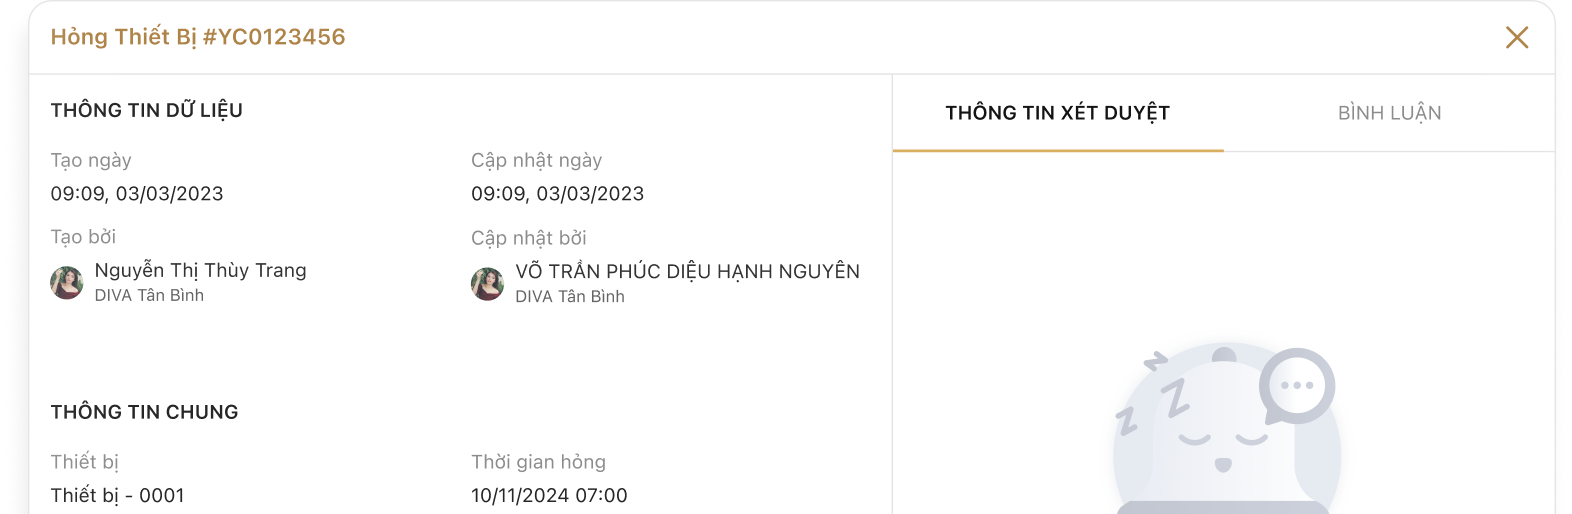 Hỏng Thiết Bị #YC0123456
THÔNG TIN DỮ LIỆU
Tạo ngày
09:09, 03/03/2023
Cập nhật ngày
09:09, 03/03/2023
Tạo bởi
Nguyễn Thị Thùy Trang
DIVA Tân Bình
Cập nhật bởi
VÕ TRẦN PHÚC DIỆU HẠNH NGUYÊN
DIVA Tân Bình
THÔNG TIN CHUNG
Thiết bị
Thiết bị - 0001
Thời gian hỏng
10/11/2024 07:00
THÔNG TIN XÉT DUYỆT
BÌNH LUẬN
z z z